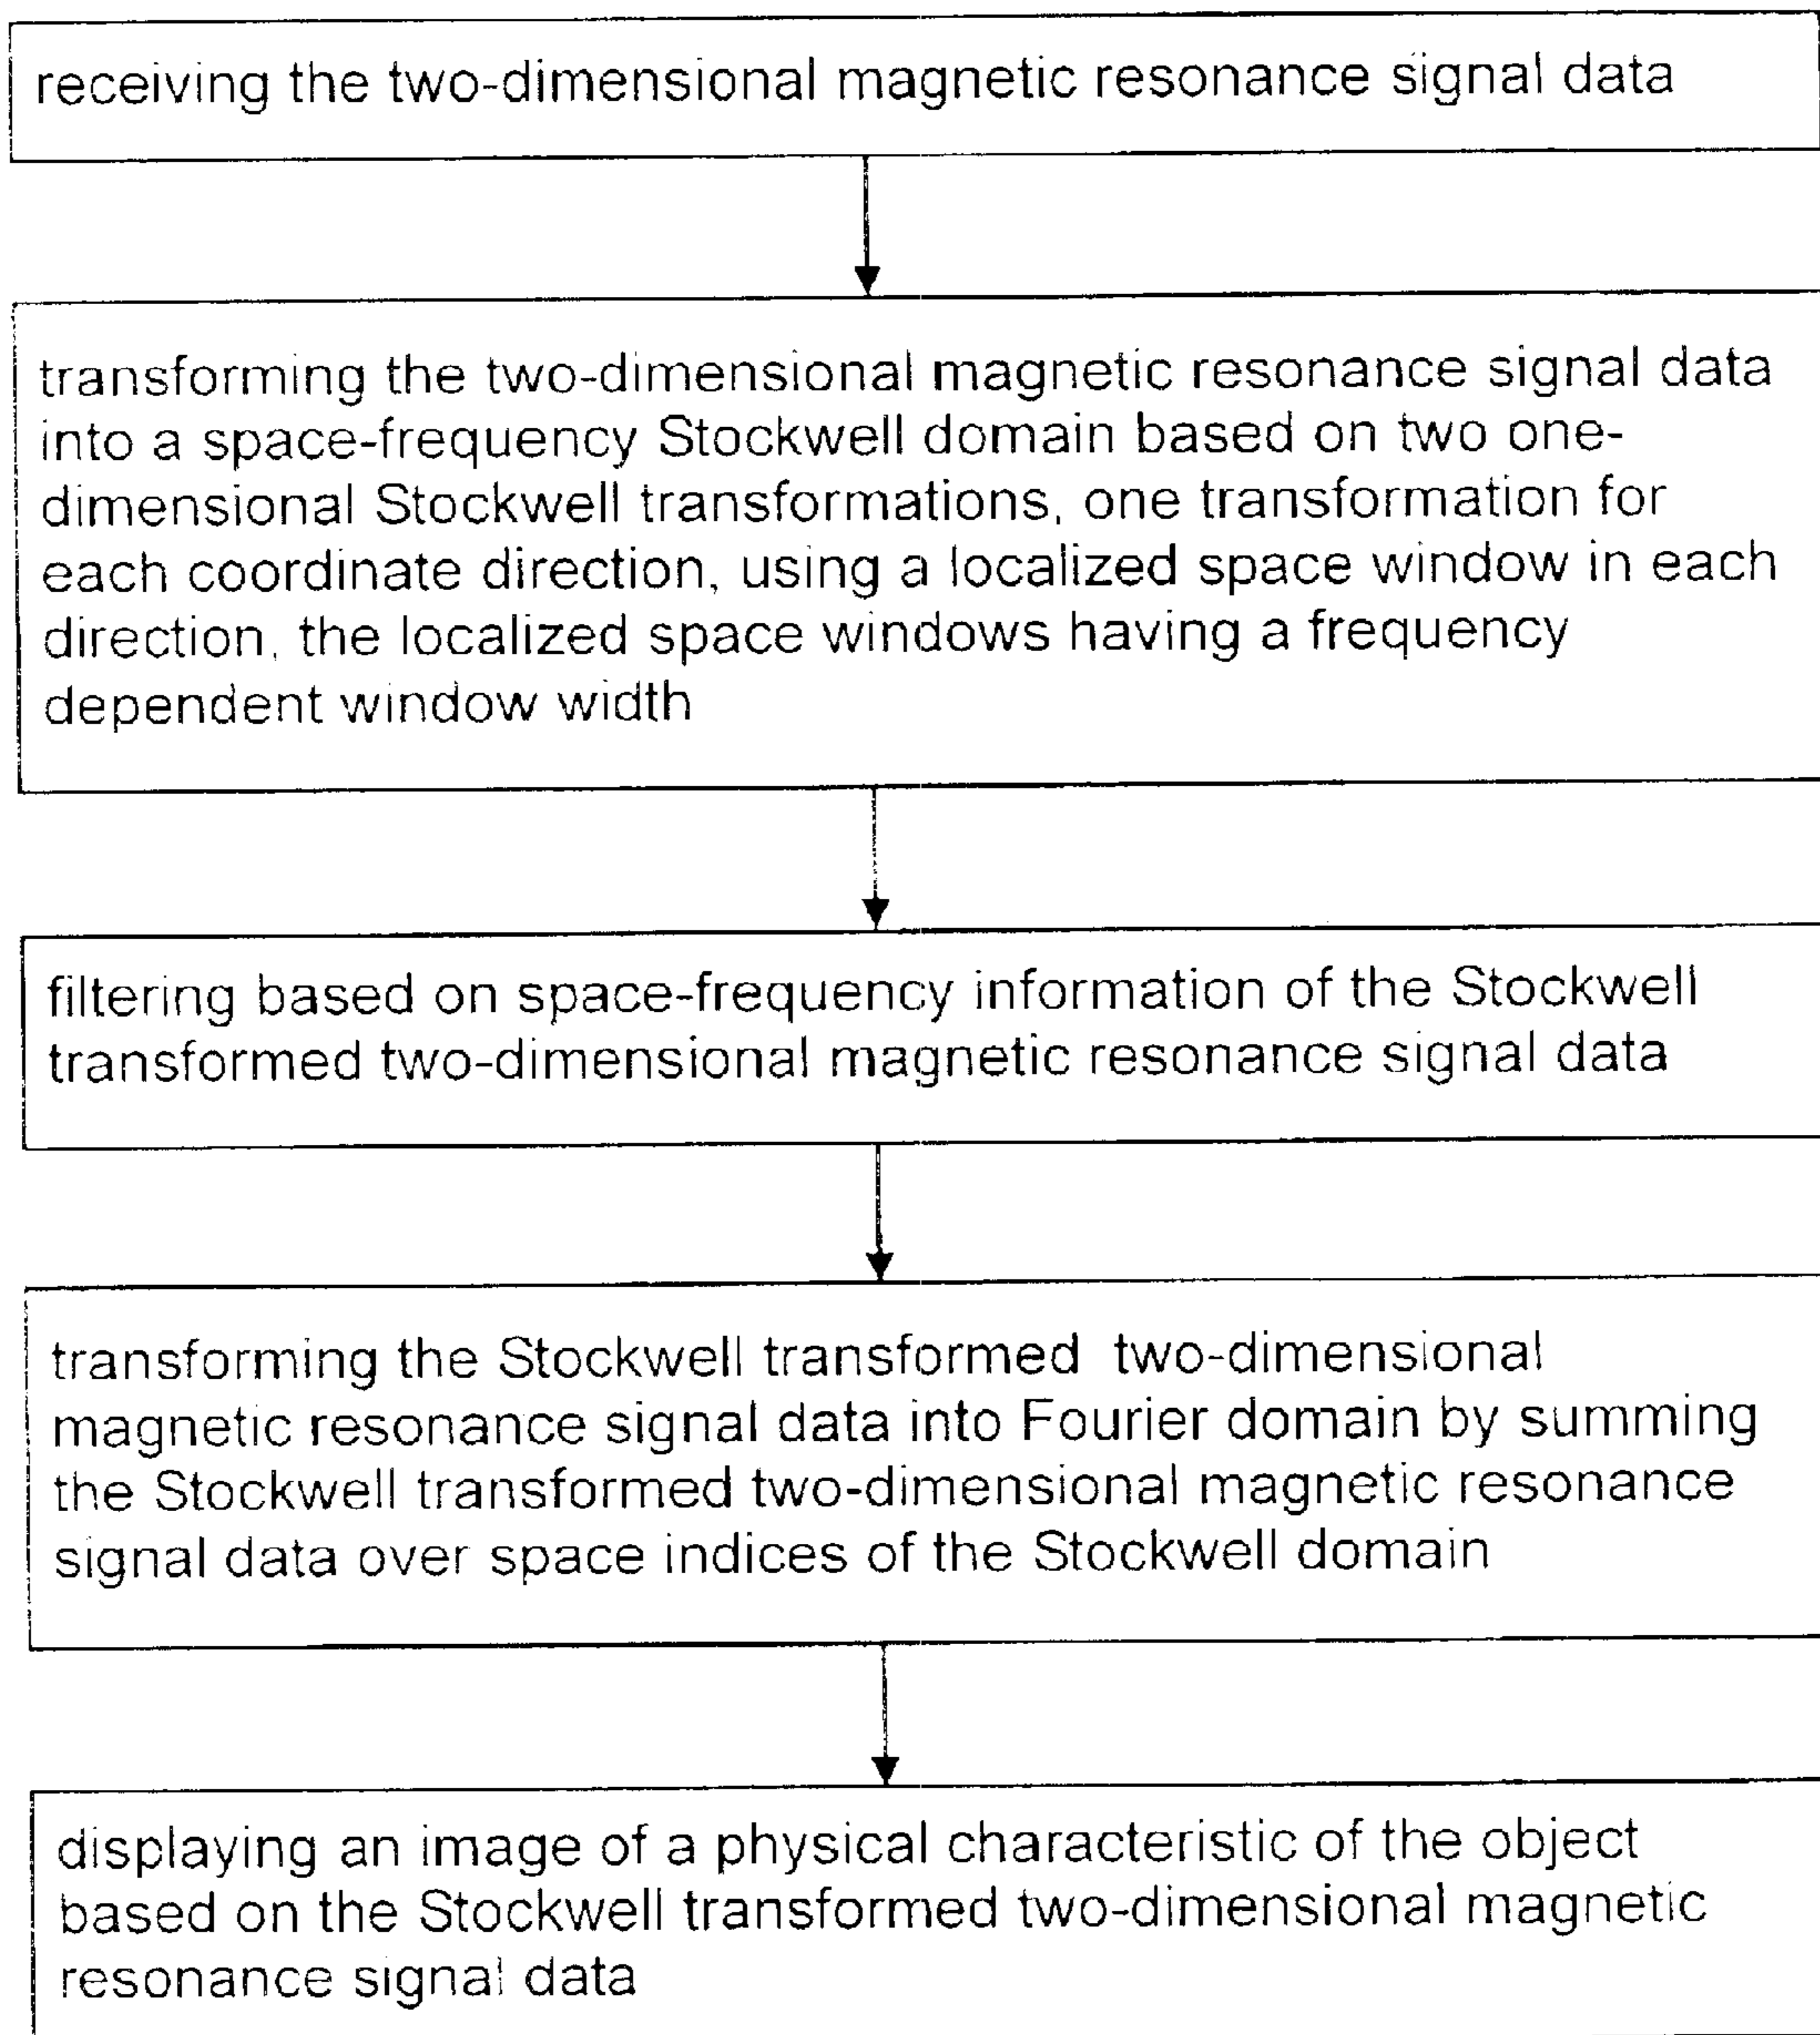 receiving the two-dimensional magnetic resonance signal data
transforming the two-dimensional magnetic resonance signal data
into a space-frequency Stockwell domain based on two one-
dimensional Stockwell transformations, one transformation for
each coordinate direction, using a localized space window in each
direction, the localized space windows having a frequency
dependent window width
filtering based on space-frequency information of the Stockwell
transformed two-dimensional magnetic resonance signal data
transforming the Stockwell transformed two-dimensional
magnetic resonance signal data into Fourier domain by summing
the Stockwell transformed two-dimensional magnetic resonance
signal data over space indices of the Stockwell domain
displaying an image of a physical characteristic of the object
based on the Stockwell transformed two-dimensional magnetic
resonance signal data